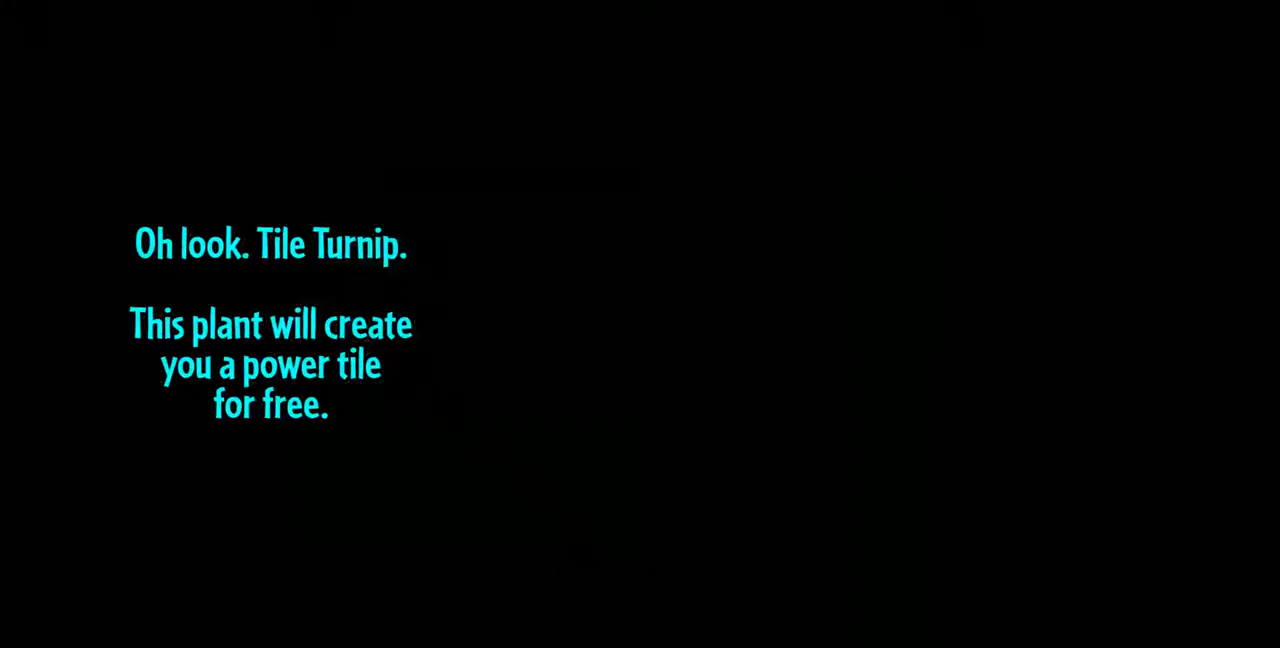 Oh look. Tile Turnip.
This plant will create
you a power tile
for free.